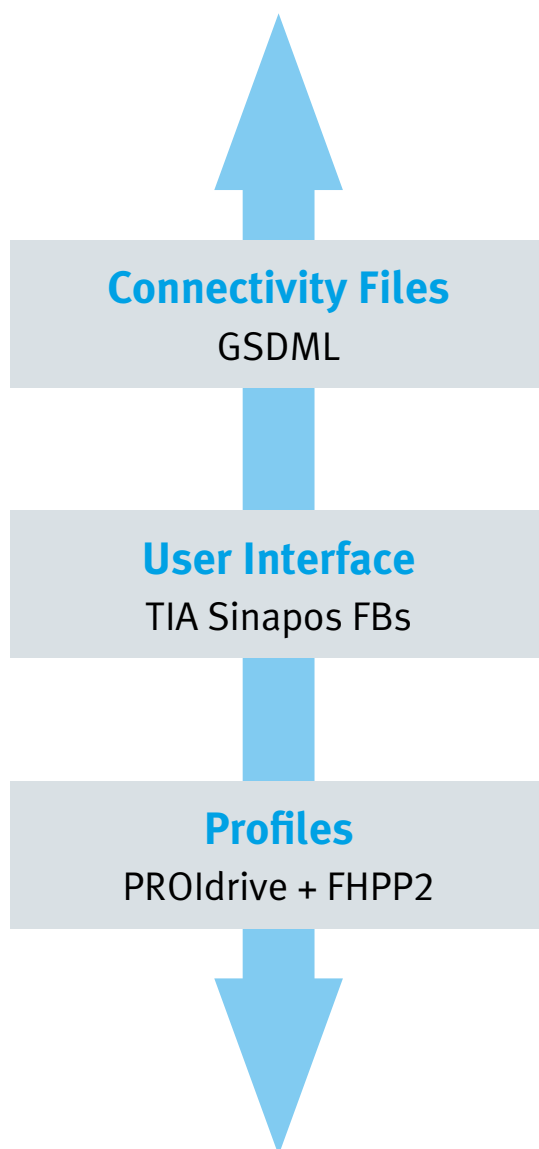 Connectivity Files
GSDML
User Interface
TIA Sinapos FBs
Profiles
PROIdrive + FHPP2